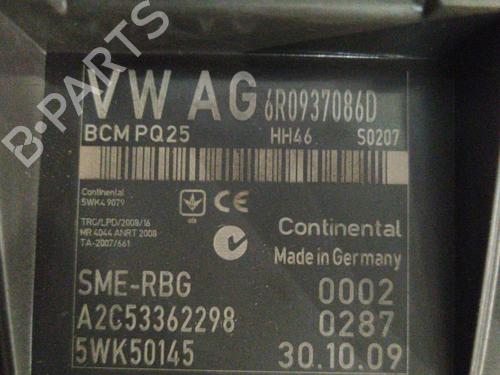 B-PARTS
VW AG 6R0937086D
BCM PQ25 HH46 S0207
Continental
5WK4 9079
CE
TRC/LPD/2008/16
MR 4044 ANRT 2008
TA-2007/661
Continental
Made in Germany
SME-RBG 0002
A2C53362298 0287
5WK50145 30.10.09